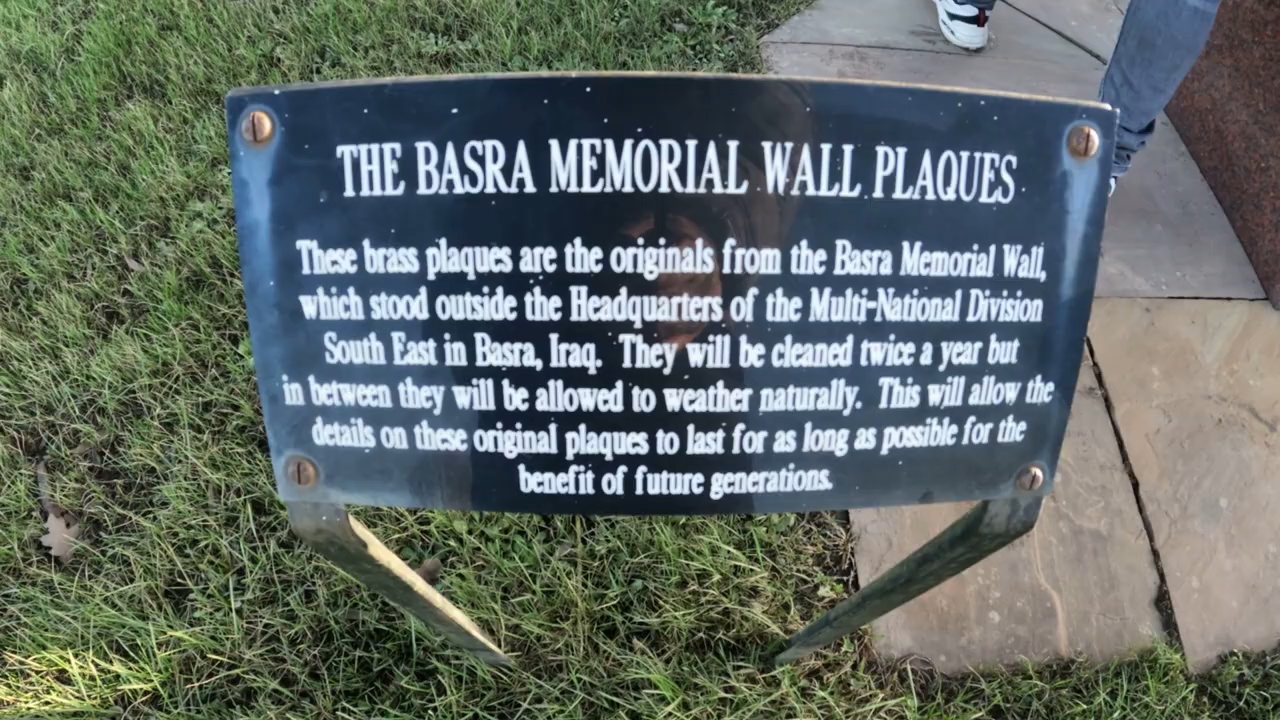 THE BASRA MEMORIAL WALL PLAQUES
These brass plaques are the originals from the Basra Memorial Wall,
which stood outside the Headquarters of the Multi-National Division
South East in Basra, Iraq. They will be cleaned twice a year but
in between they will be allowed to weather naturally. This will allow the
details on these original plaques to last for as long as possible for the
benefit of future generations.